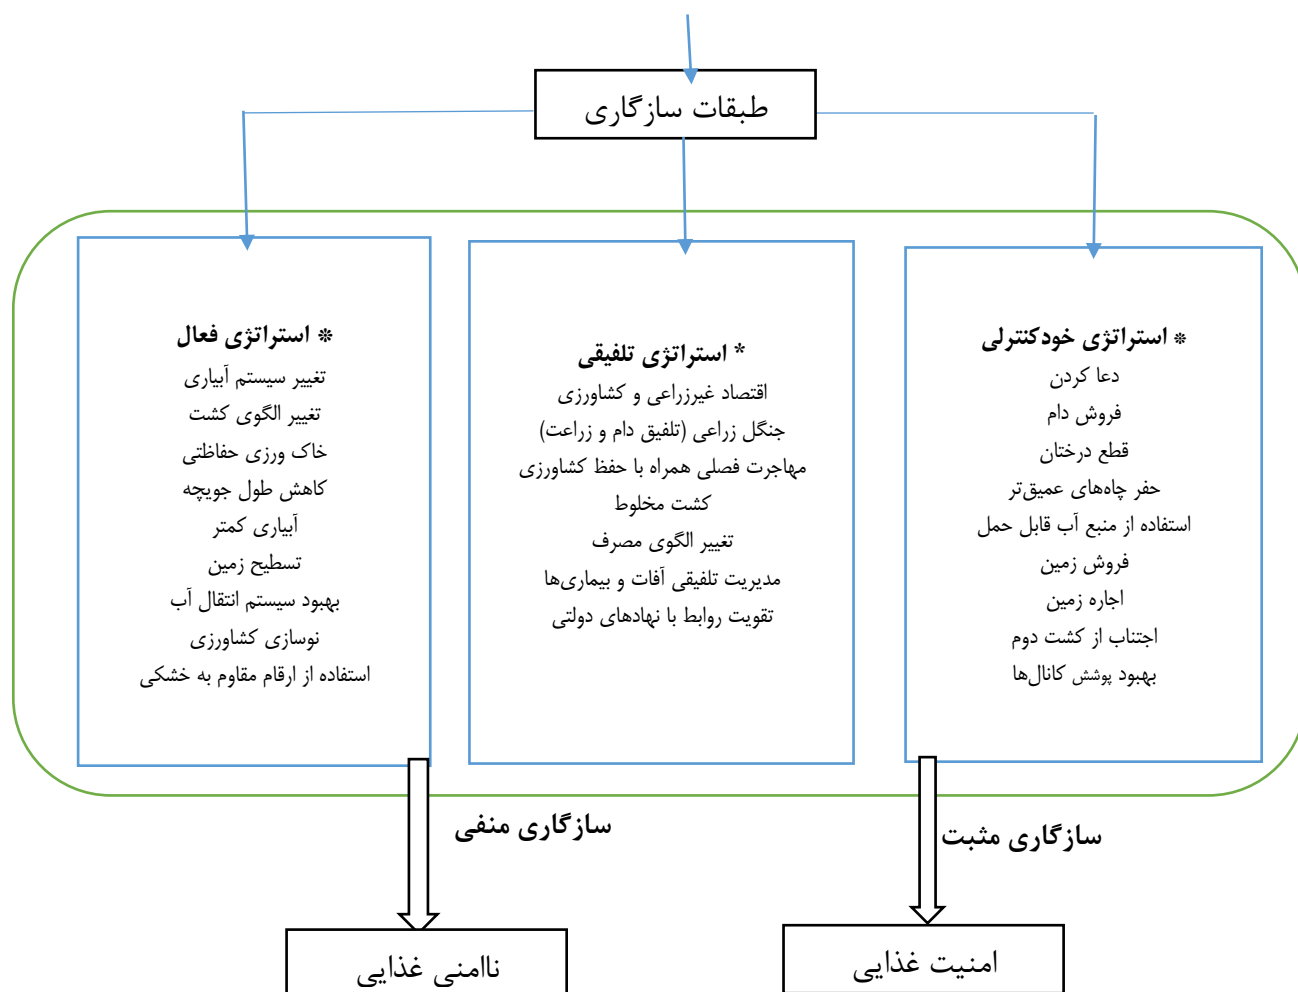 طبقات سازگاری
* استراتژی خودکنترلی
دعا کردن
فروش دام
قطع درختان
حفر چاه‌های عمیق‌تر
استفاده از منبع آب قابل حمل
فروش زمین
اجاره زمین
اجتناب از کشت دوم
بهبود پوشش کانال‌ها
* استراتژی تلفیقی
اقتصاد غیرزراعی و کشاورزی
جنگل زراعی (تلفیق دام و زراعت)
مهاجرت فصلی همراه با حفظ کشاورزی
کشت مخلوط
تغییر الگوی مصرف
مدیریت تلفیقی آفات و بیماری‌ها
تقویت روابط با نهادهای دولتی
* استراتژی فعال
تغییر سیستم آبیاری
تغییر الگوی کشت
خاک ورزی حفاظتی
کاهش طول جویچه
آبیاری کمتر
تسطیح زمین
بهبود سیستم انتقال آب
نوسازی کشاورزی
استفاده از ارقام مقاوم به خشکی
سازگاری مثبت
سازگاری منفی
امنیت غذایی
ناامنی غذایی